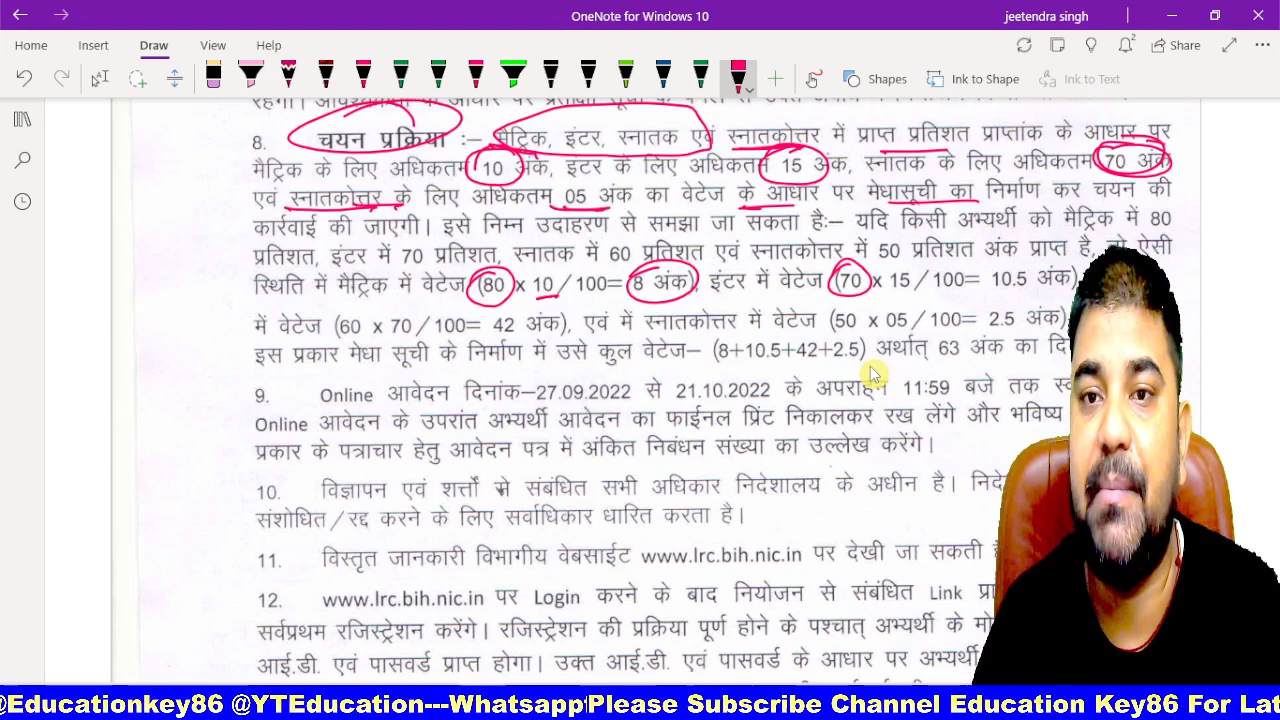 OneNote for Windows 10
jeetendra singh
Home Insert Draw View Help
Share
Shapes Ink to Shape Ink to Text
8. चयन प्रक्रिया :– मैट्रिक, इंटर, स्नातक एवं स्नातकोत्तर में प्राप्त प्रतिशत प्राप्तांक के आधार पर
मैट्रिक के लिए अधिकतम 10 अंक, इंटर के लिए अधिकतम 15 अंक, स्नातक के लिए अधिकतम 70 अंक
एवं स्नातकोत्तर के लिए अधिकतम 05 अंक का वेटेज के आधार पर मेधासूची का निर्माण कर चयन की
कार्रवाई की जाएगी। इसे निम्न उदाहरण से समझा जा सकता है:– यदि किसी अभ्यर्थी को मैट्रिक में 80
प्रतिशत, इंटर में 70 प्रतिशत, स्नातक में 60 प्रतिशत एवं स्नातकोत्तर में 50 प्रतिशत अंक प्राप्त है, तो ऐसी
स्थिति में मैट्रिक में वेटेज (80 x 10/100= 8 अंक), इंटर में वेटेज (70 x 15/100= 10.5 अंक)
में वेटेज (60 x 70/100= 42 अंक), एवं में स्नातकोत्तर में वेटेज (50 x 05/100= 2.5 अंक)
इस प्रकार मेधा सूची के निर्माण में उसे कुल वेटेज– (8+10.5+42+2.5) अर्थात् 63 अंक का
9. Online आवेदन दिनांक–27.09.2022 से 21.10.2022 के अपराह्न 11:59 बजे तक
Online आवेदन के उपरांत अभ्यर्थी आवेदन का फाईनल प्रिंट निकालकर रख लेंगे और भविष्य
प्रकार के पत्राचार हेतु आवेदन पत्र में अंकित निबंधन संख्या का उल्लेख करेंगे।
10. विज्ञापन एवं शर्त्तों से संबंधित सभी अधिकार निदेशालय के अधीन है।
संशोधित/रद्द करने के लिए सर्वाधिकार धारित करता है।
11. विस्तृत जानकारी विभागीय वेबसाईट www.lrc.bih.nic.in पर देखी जा सकती
12. www.lrc.bih.nic.in पर Login करने के बाद नियोजन से संबंधित Link
सर्वप्रथम रजिस्ट्रेशन करेंगे। रजिस्ट्रेशन की प्रक्रिया पूर्ण होने के पश्चात् अभ्यर्थी के
आई.डी. एवं पासवर्ड प्राप्त होगा। उक्त आई.डी. एवं पासवर्ड के आधार पर अभ्यर्थी
@Educationkey86 @YTEducation---Whatsapp Please Subscribe Channel Education Key86 For